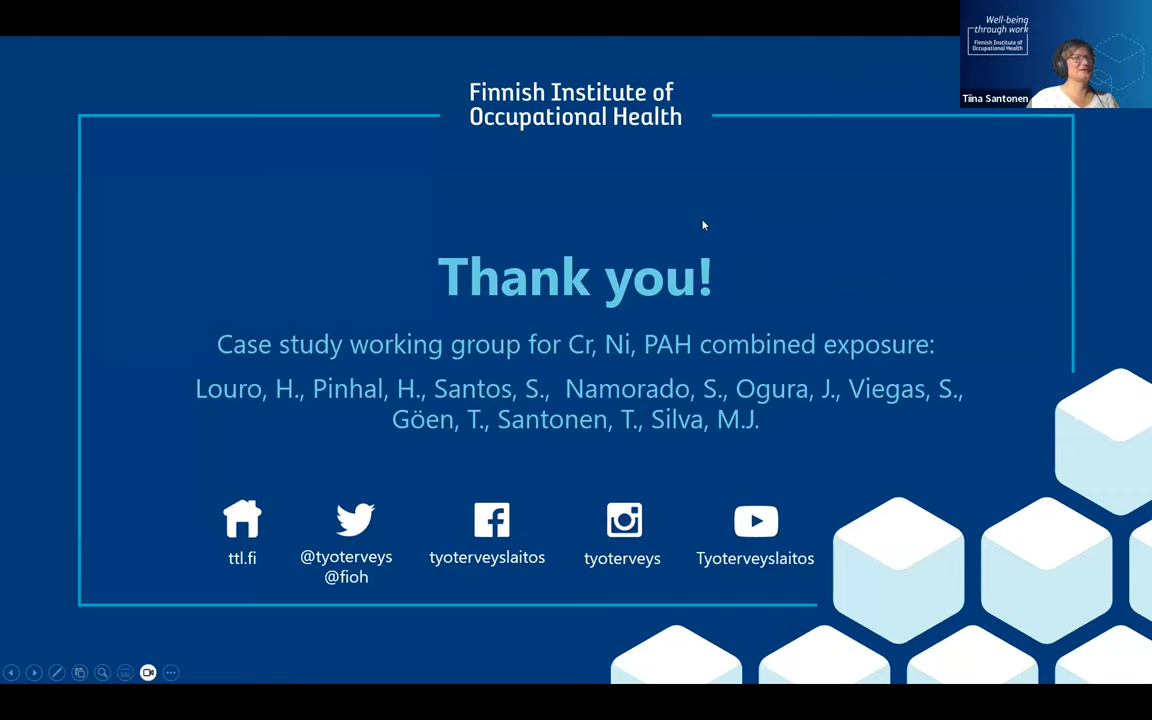 Well-being
through work
Finnish Institute of
Occupational Health
Tiina Santonen
Finnish Institute of
Occupational Health
Thank you!
Case study working group for Cr, Ni, PAH combined exposure:
Louro, H., Pinhal, H., Santos, S.,  Namorado, S., Ogura, J., Viegas, S.,
Göen, T., Santonen, T., Silva, M.J.
ttl.fi
@tyoterveys
@fioh
tyoterveyslaitos
tyoterveys
Tyoterveyslaitos